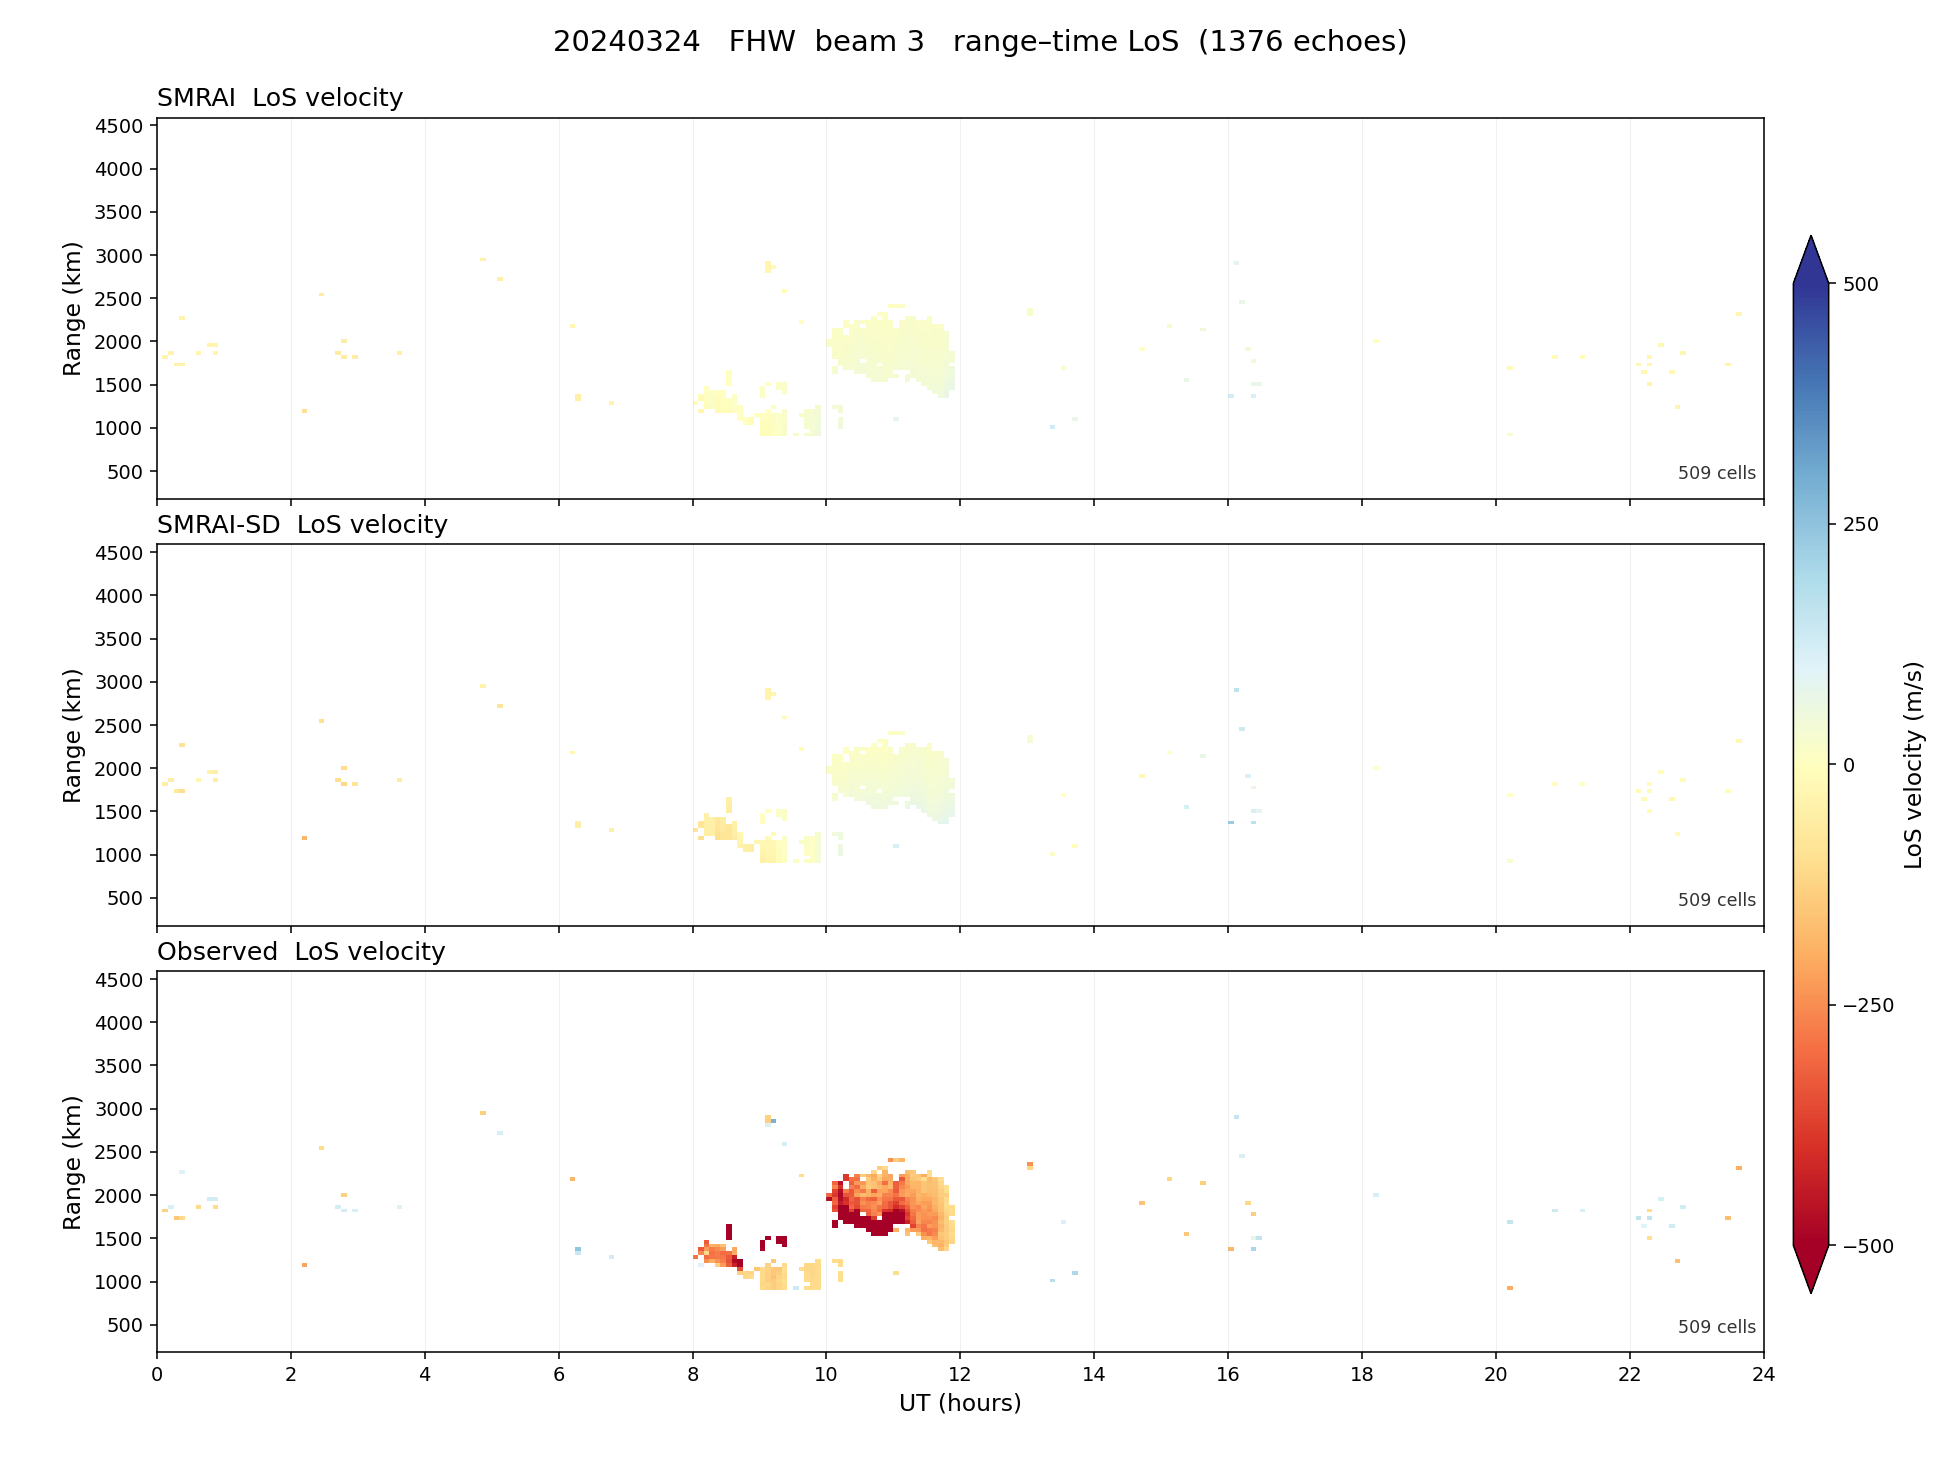 20240324   FHW  beam 3   range–time LoS  (1376 echoes)
SMRAI  LoS velocity
4500
4000
3500
3000
2500
2000
1500
1000
500
Range (km)
509 cells
SMRAI-SD  LoS velocity
4500
4000
3500
3000
2500
2000
1500
1000
500
Range (km)
509 cells
Observed  LoS velocity
4500
4000
3500
3000
2500
2000
1500
1000
500
Range (km)
509 cells
0 2 4 6 8 10 12 14 16 18 20 22 24
UT (hours)
500
250
0
−250
−500
LoS velocity (m/s)